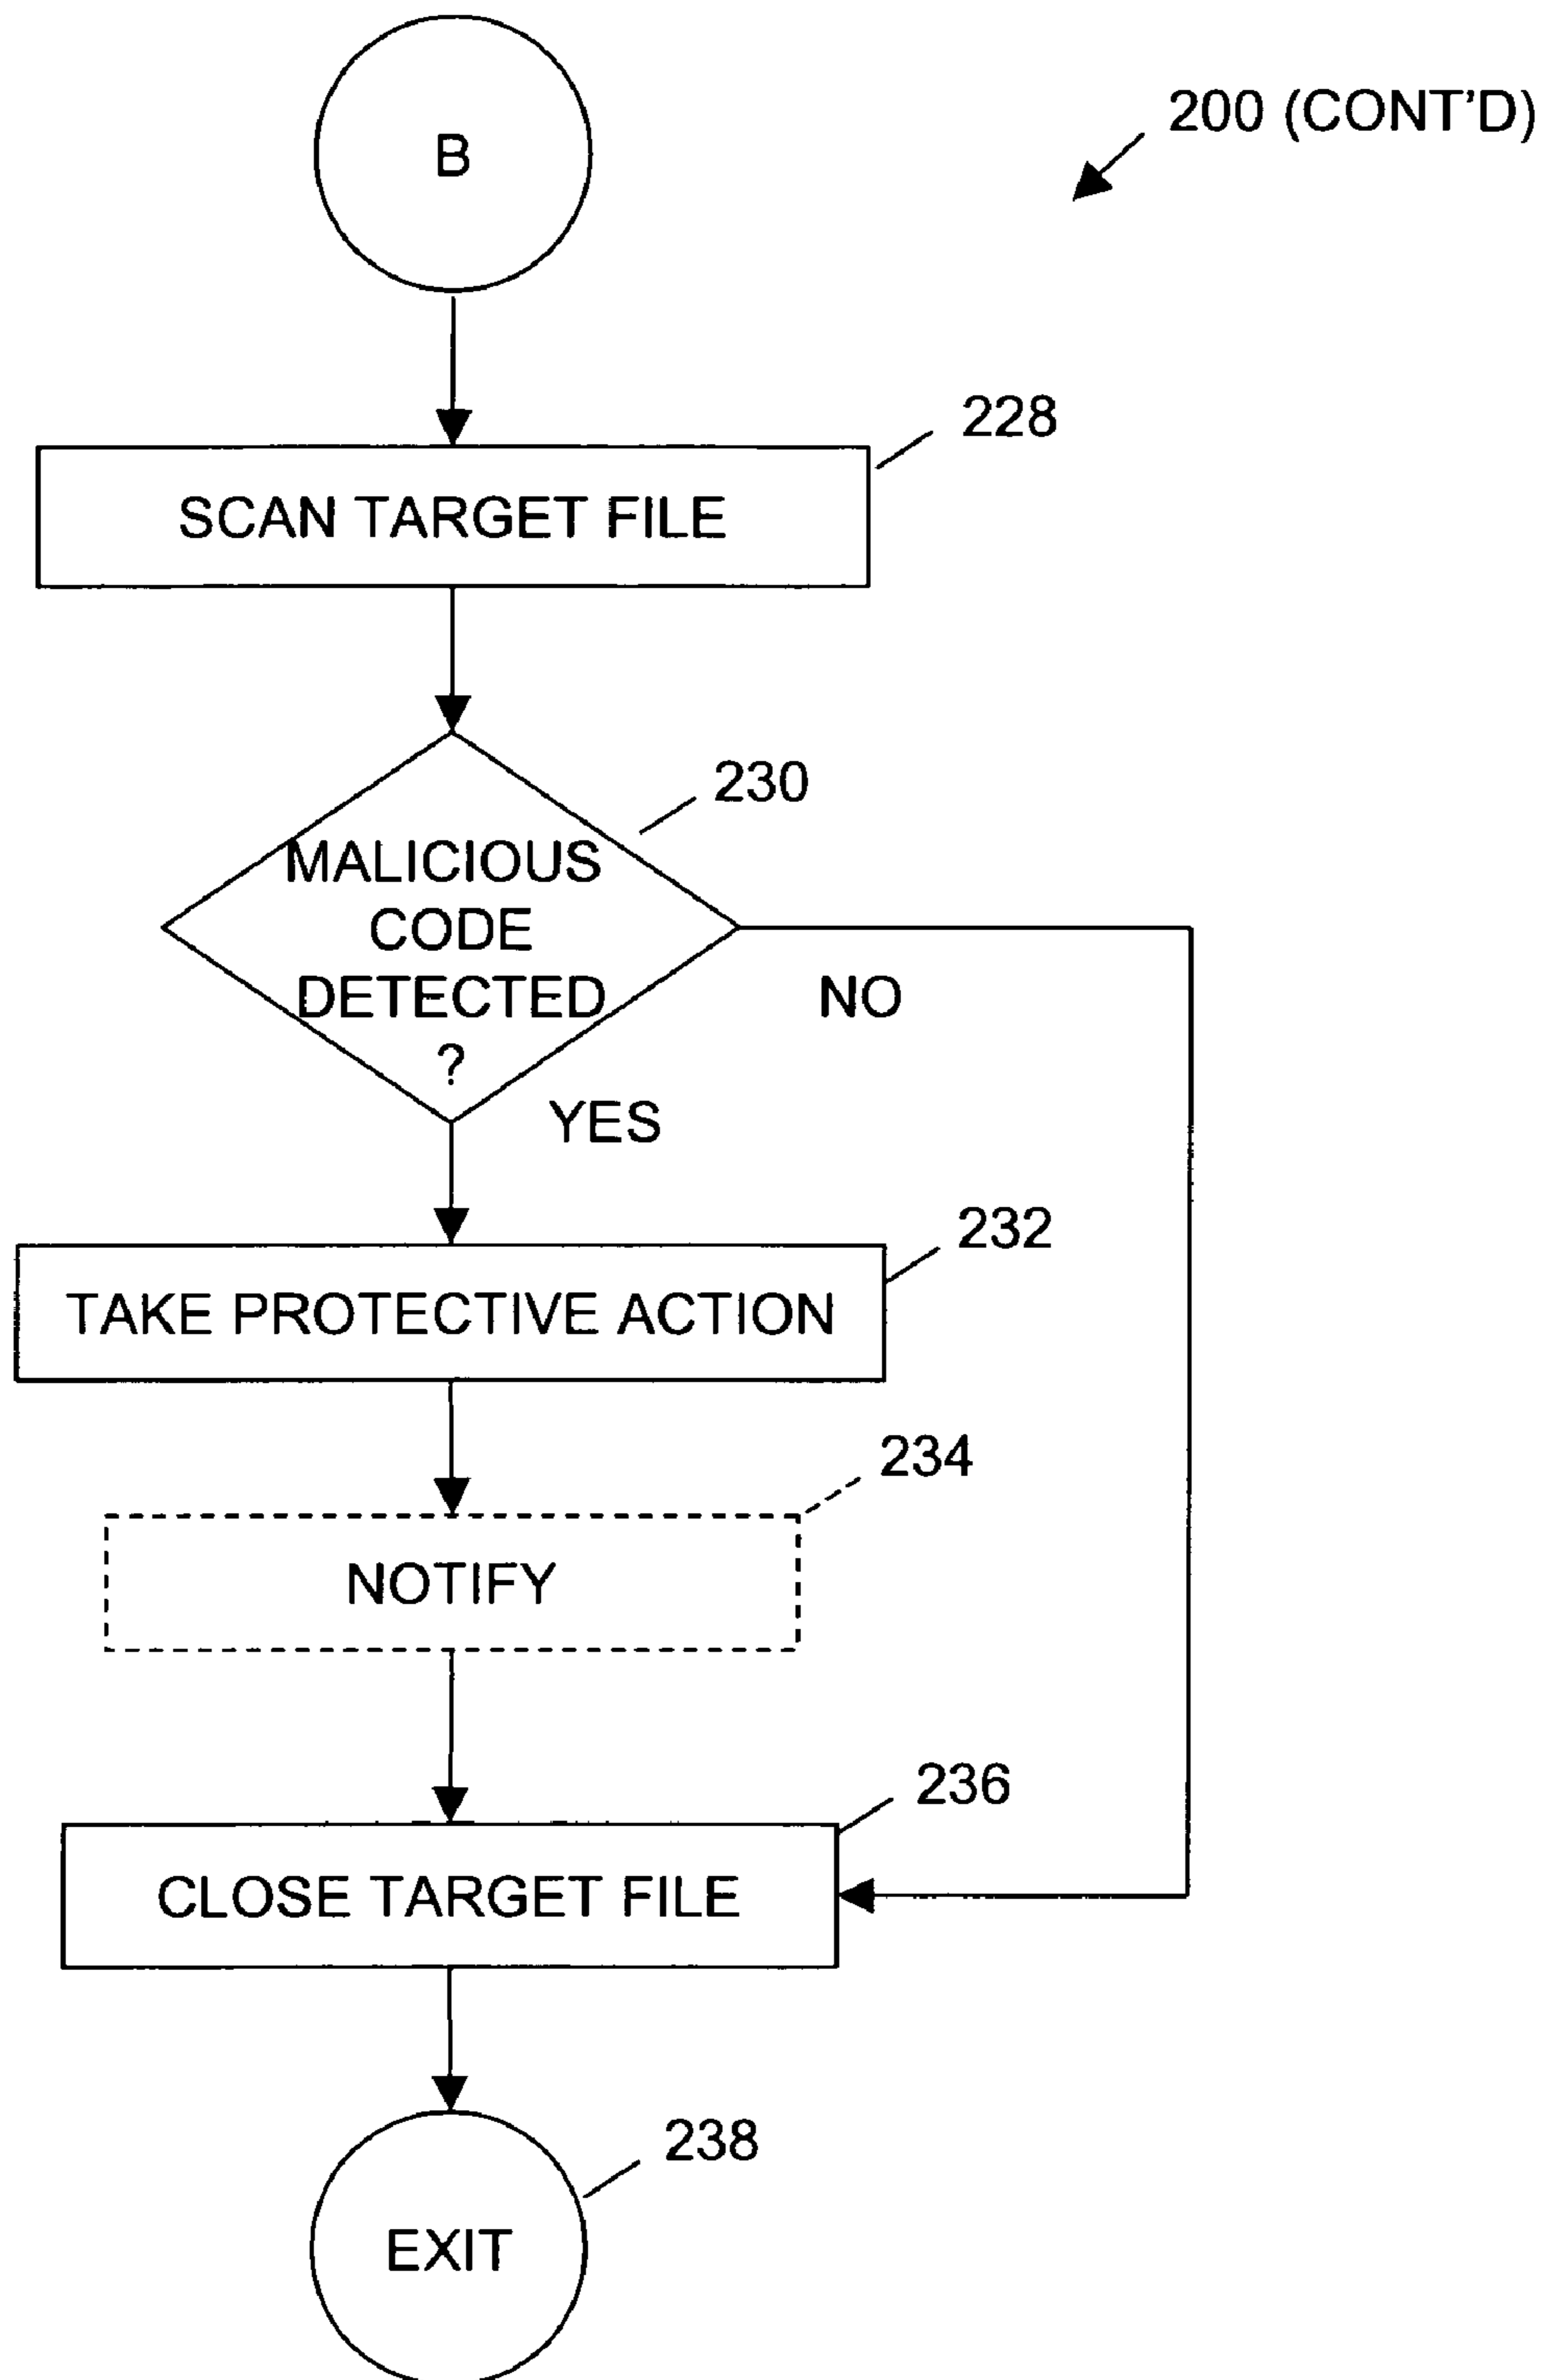 B
200 (CONT'D)
228
SCAN TARGET FILE
230
MALICIOUS
CODE
DETECTED
?
NO
YES
232
TAKE PROTECTIVE ACTION
234
NOTIFY
236
CLOSE TARGET FILE
238
EXIT